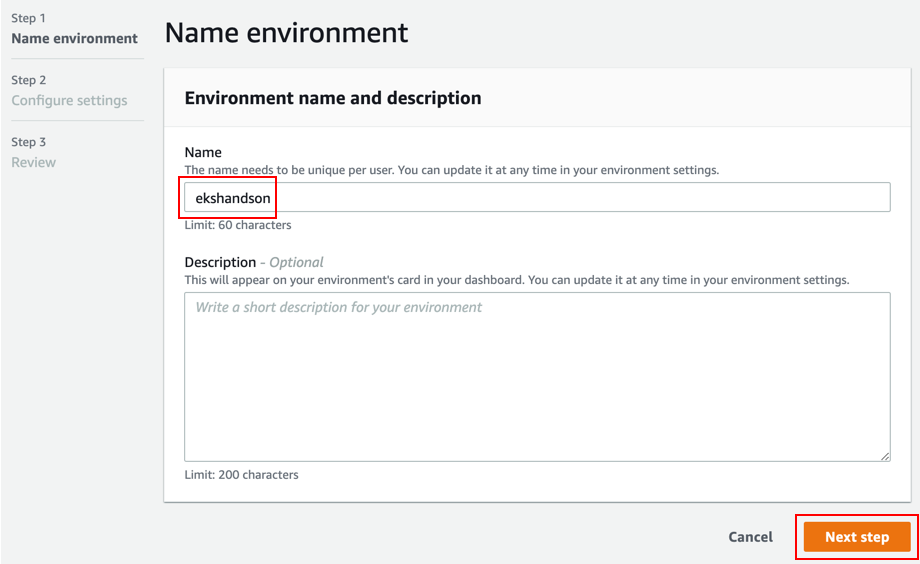 Step 1
Name environment
Step 2
Configure settings
Step 3
Review
Name environment
Environment name and description
Name
The name needs to be unique per user. You can update it at any time in your environment settings.
ekshandson
Limit: 60 characters
Description - Optional
This will appear on your environment's card in your dashboard. You can update it at any time in your environment settings.
Write a short description for your environment
Limit: 200 characters
Cancel
Next step